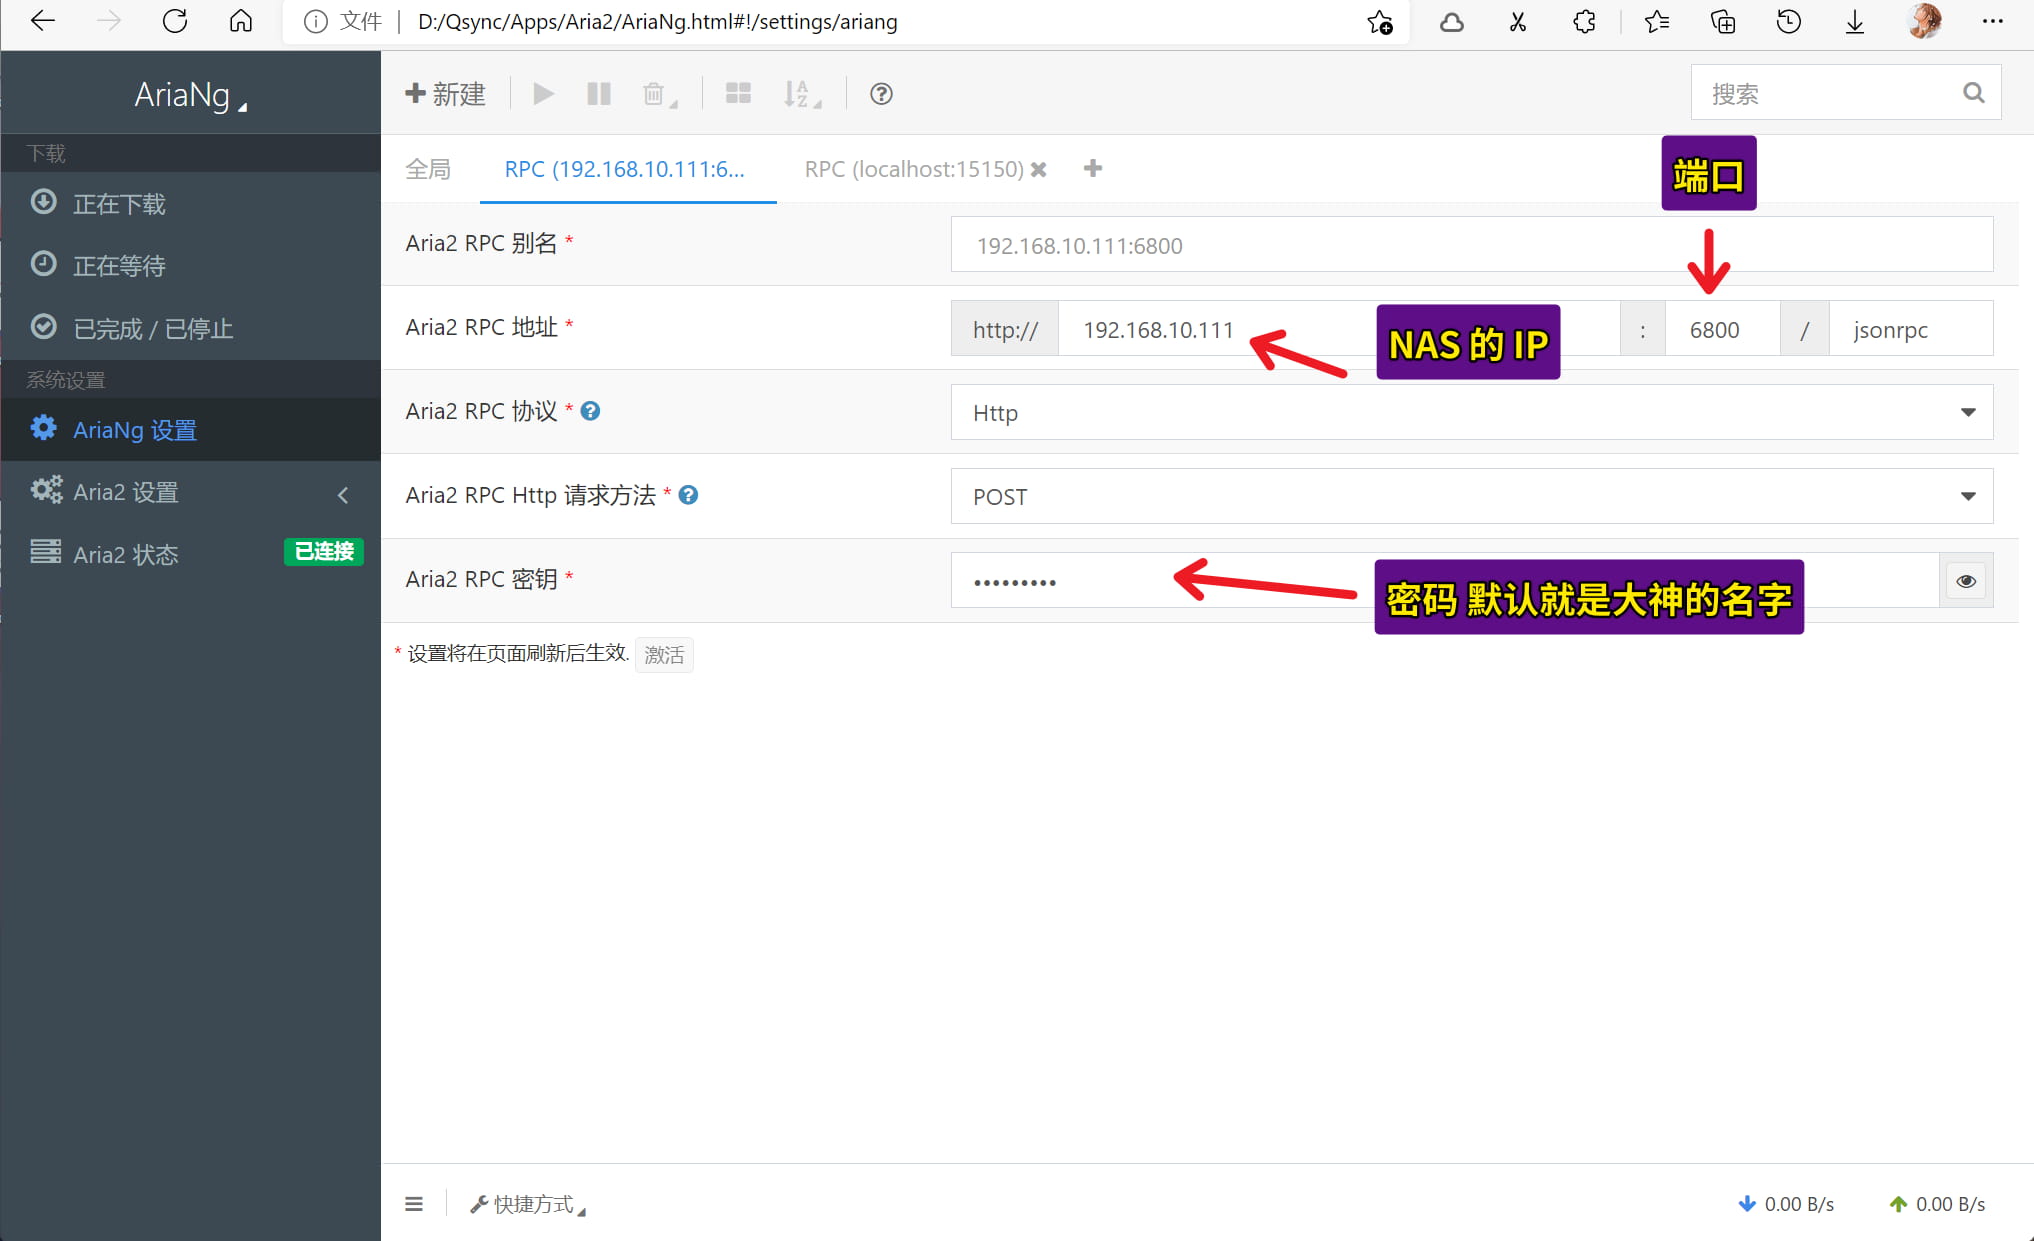 文件 | D:/Qsync/Apps/Aria2/AriaNg.html#!/settings/ariang
AriaNg
新建
搜索
下载
正在下载
正在等待
已完成 / 已停止
系统设置
AriaNg 设置
Aria2 设置
Aria2 状态 已连接
全局 RPC (192.168.10.111:6... RPC (localhost:15150)
端口
Aria2 RPC 别名 * 192.168.10.111:6800
Aria2 RPC 地址 * http:// 192.168.10.111 : 6800 / jsonrpc
NAS 的 IP
Aria2 RPC 协议 * Http
Aria2 RPC Http 请求方法 * POST
Aria2 RPC 密钥 * •••••••••
密码 默认就是大神的名字
* 设置将在页面刷新后生效. 激活
快捷方式 0.00 B/s 0.00 B/s